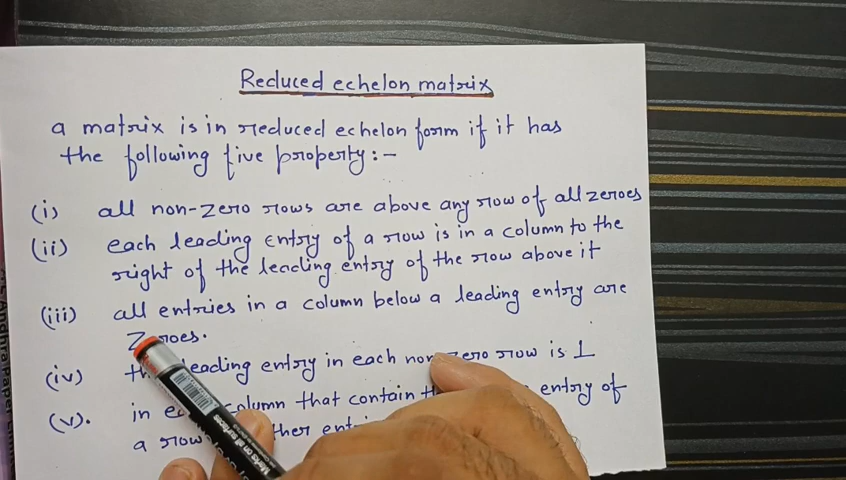 Reduced echelon matrix
a matrix is in reduced echelon form if it has
the following five property:-
(i) all non-zero rows are above any row of all zeroes
(ii) each leading entry of a row is in a column to the
right of the leading entry of the row above it
(iii) all entries in a column below a leading entry are
zeroes.
(iv) leading entry in each non-zero row is 1
(v). in column that contain entry of
a row